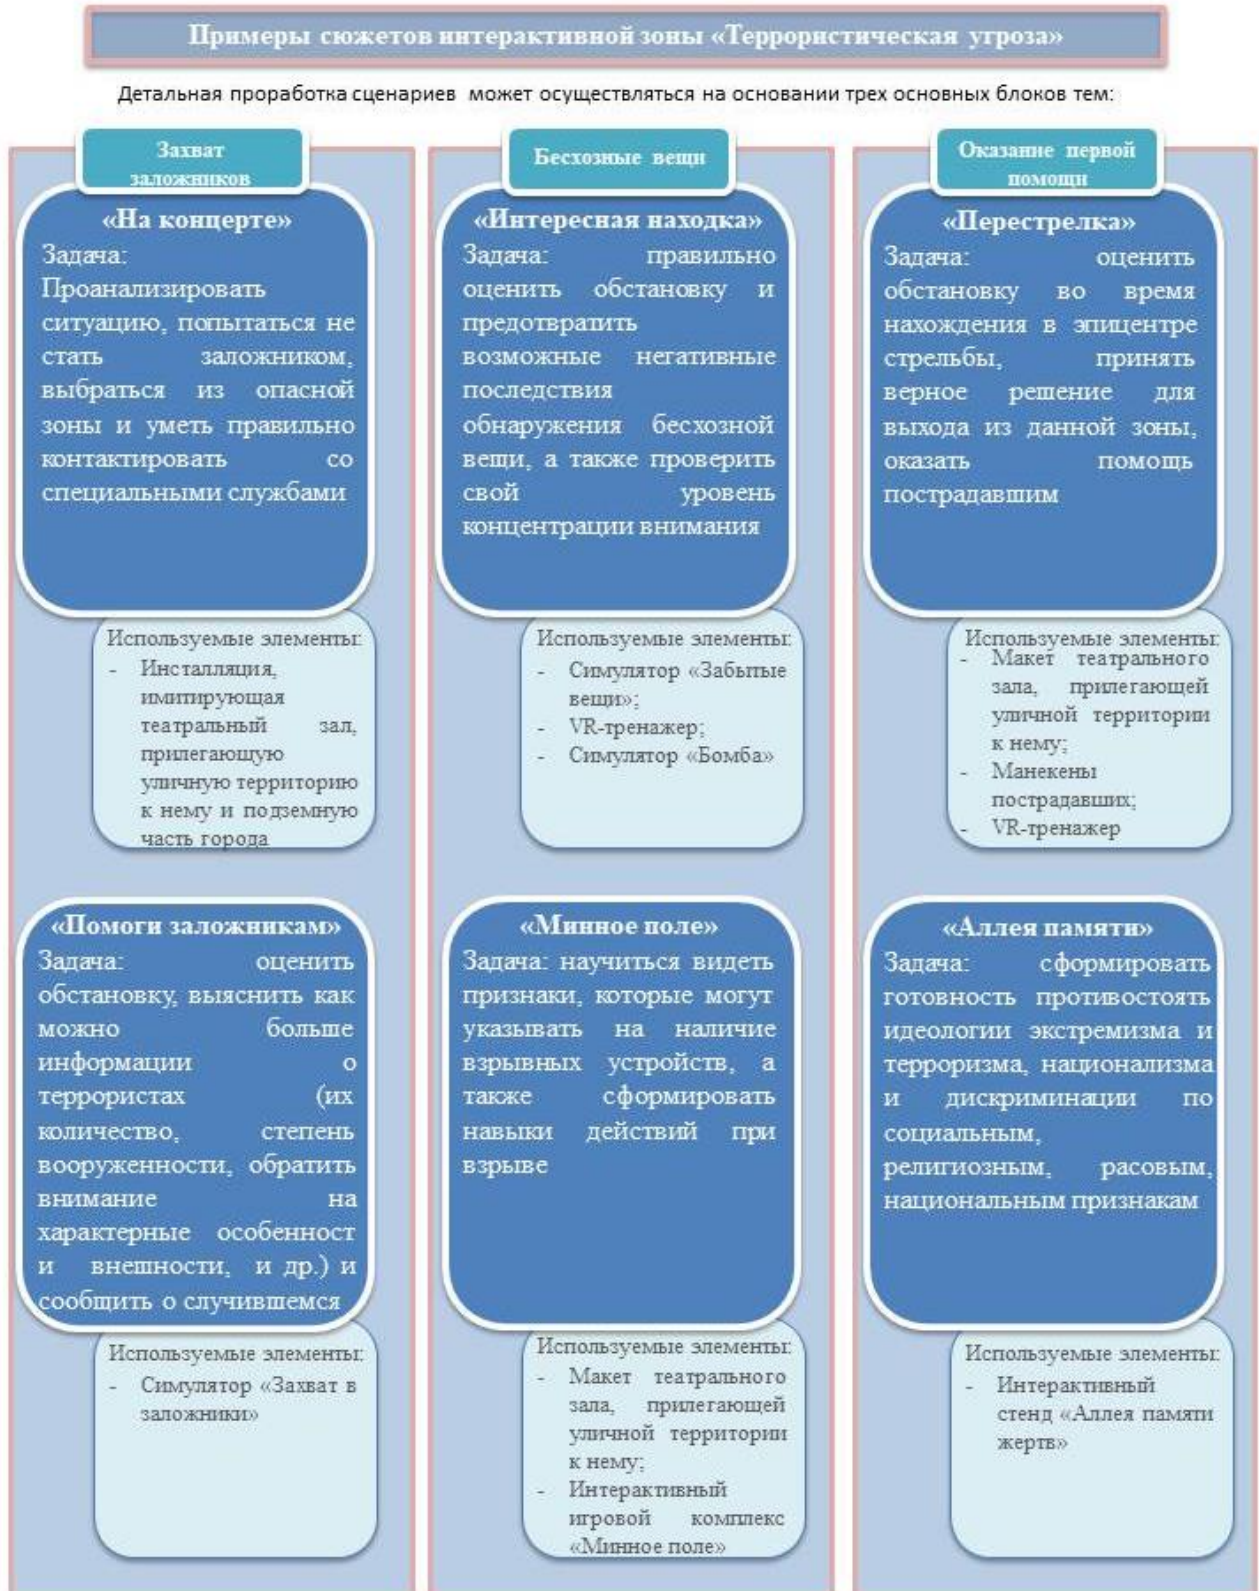 Примеры сюжетов интерактивной зоны «Террористическая угроза»
Детальная проработка сценариев может осуществляться на основании трех основных блоков тем:
Захват
заложников
«На концерте»
Задача:
Проанализировать
ситуацию, попытаться не
стать заложником,
выбраться из опасной
зоны и уметь правильно
контактировать со
специальными службами
Используемые элементы:
- Инсталляция,
имитирующая
театральный зал,
прилегающую
уличную территорию
к нему и подземную
часть города
«Помоги заложникам»
Задача: оценить
обстановку, выяснить как
можно больше
информации о
террористах (их
количество, степень
вооруженности, обратить
внимание на
характерные особенност
и внешности, и др.) и
сообщить о случившемся
Используемые элементы:
- Симулятор «Захват в
заложники»
Бесхозные вещи
«Интересная находка»
Задача: правильно
оценить обстановку и
предотвратить
возможные негативные
последствия
обнаружения бесхозной
вещи, а также проверить
свой уровень
концентрации внимания
Используемые элементы:
- Симулятор «Забытые
вещи»;
- VR-тренажер;
- Симулятор «Бомба»
«Минное поле»
Задача: научиться видеть
признаки, которые могут
указывать на наличие
взрывных устройств, а
также сформировать
навыки действий при
взрыве
Используемые элементы:
- Макет театрального
зала, прилегающей
уличной территории
к нему;
- Интерактивный
игровой комплекс
«Минное поле»
Оказание первой
помощи
«Перестрелка»
Задача: оценить
обстановку во время
нахождения в эпицентре
стрельбы, принять
верное решение для
выхода из данной зоны,
оказать помощь
пострадавшим
Используемые элементы:
- Макет театрального
зала, прилегающей
уличной территории
к нему;
- Манекены
пострадавших;
- VR-тренажер
«Аллея памяти»
Задача: сформировать
готовность противостоять
идеологии экстремизма и
терроризма, национализма
и дискриминации по
социальным,
религиозным, расовым,
национальным признакам
Используемые элементы:
- Интерактивный
стенд «Аллея памяти
жертв»